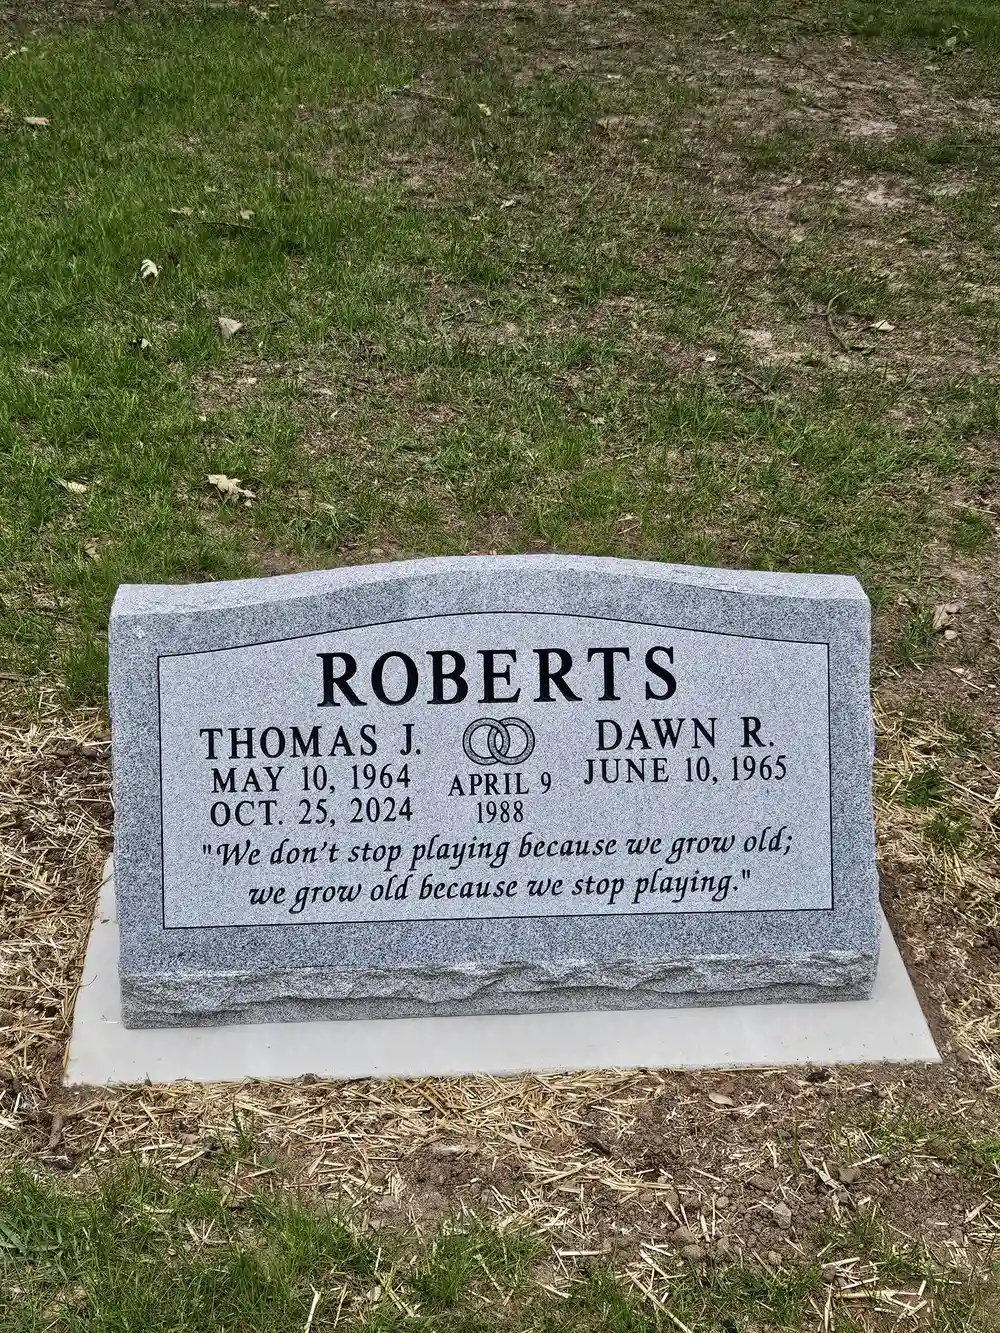 ROBERTS
THOMAS J.
MAY 10, 1964
OCT. 25, 2024
APRIL 9
1988
DAWN R.
JUNE 10, 1965
"We don't stop playing because we grow old;
we grow old because we stop playing."